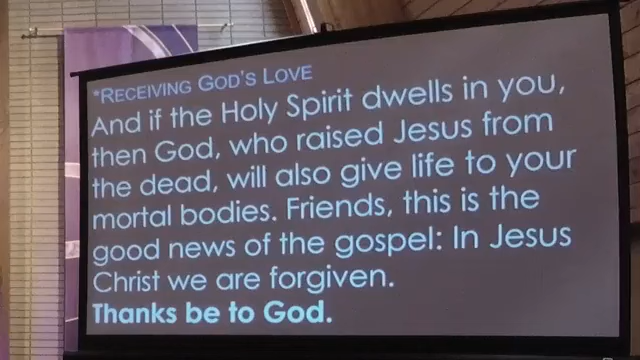 *RECEIVING GOD'S LOVE
And if the Holy Spirit dwells in you,
then God, who raised Jesus from
the dead, will also give life to your
mortal bodies. Friends, this is the
good news of the gospel: In Jesus
Christ we are forgiven.
Thanks be to God.